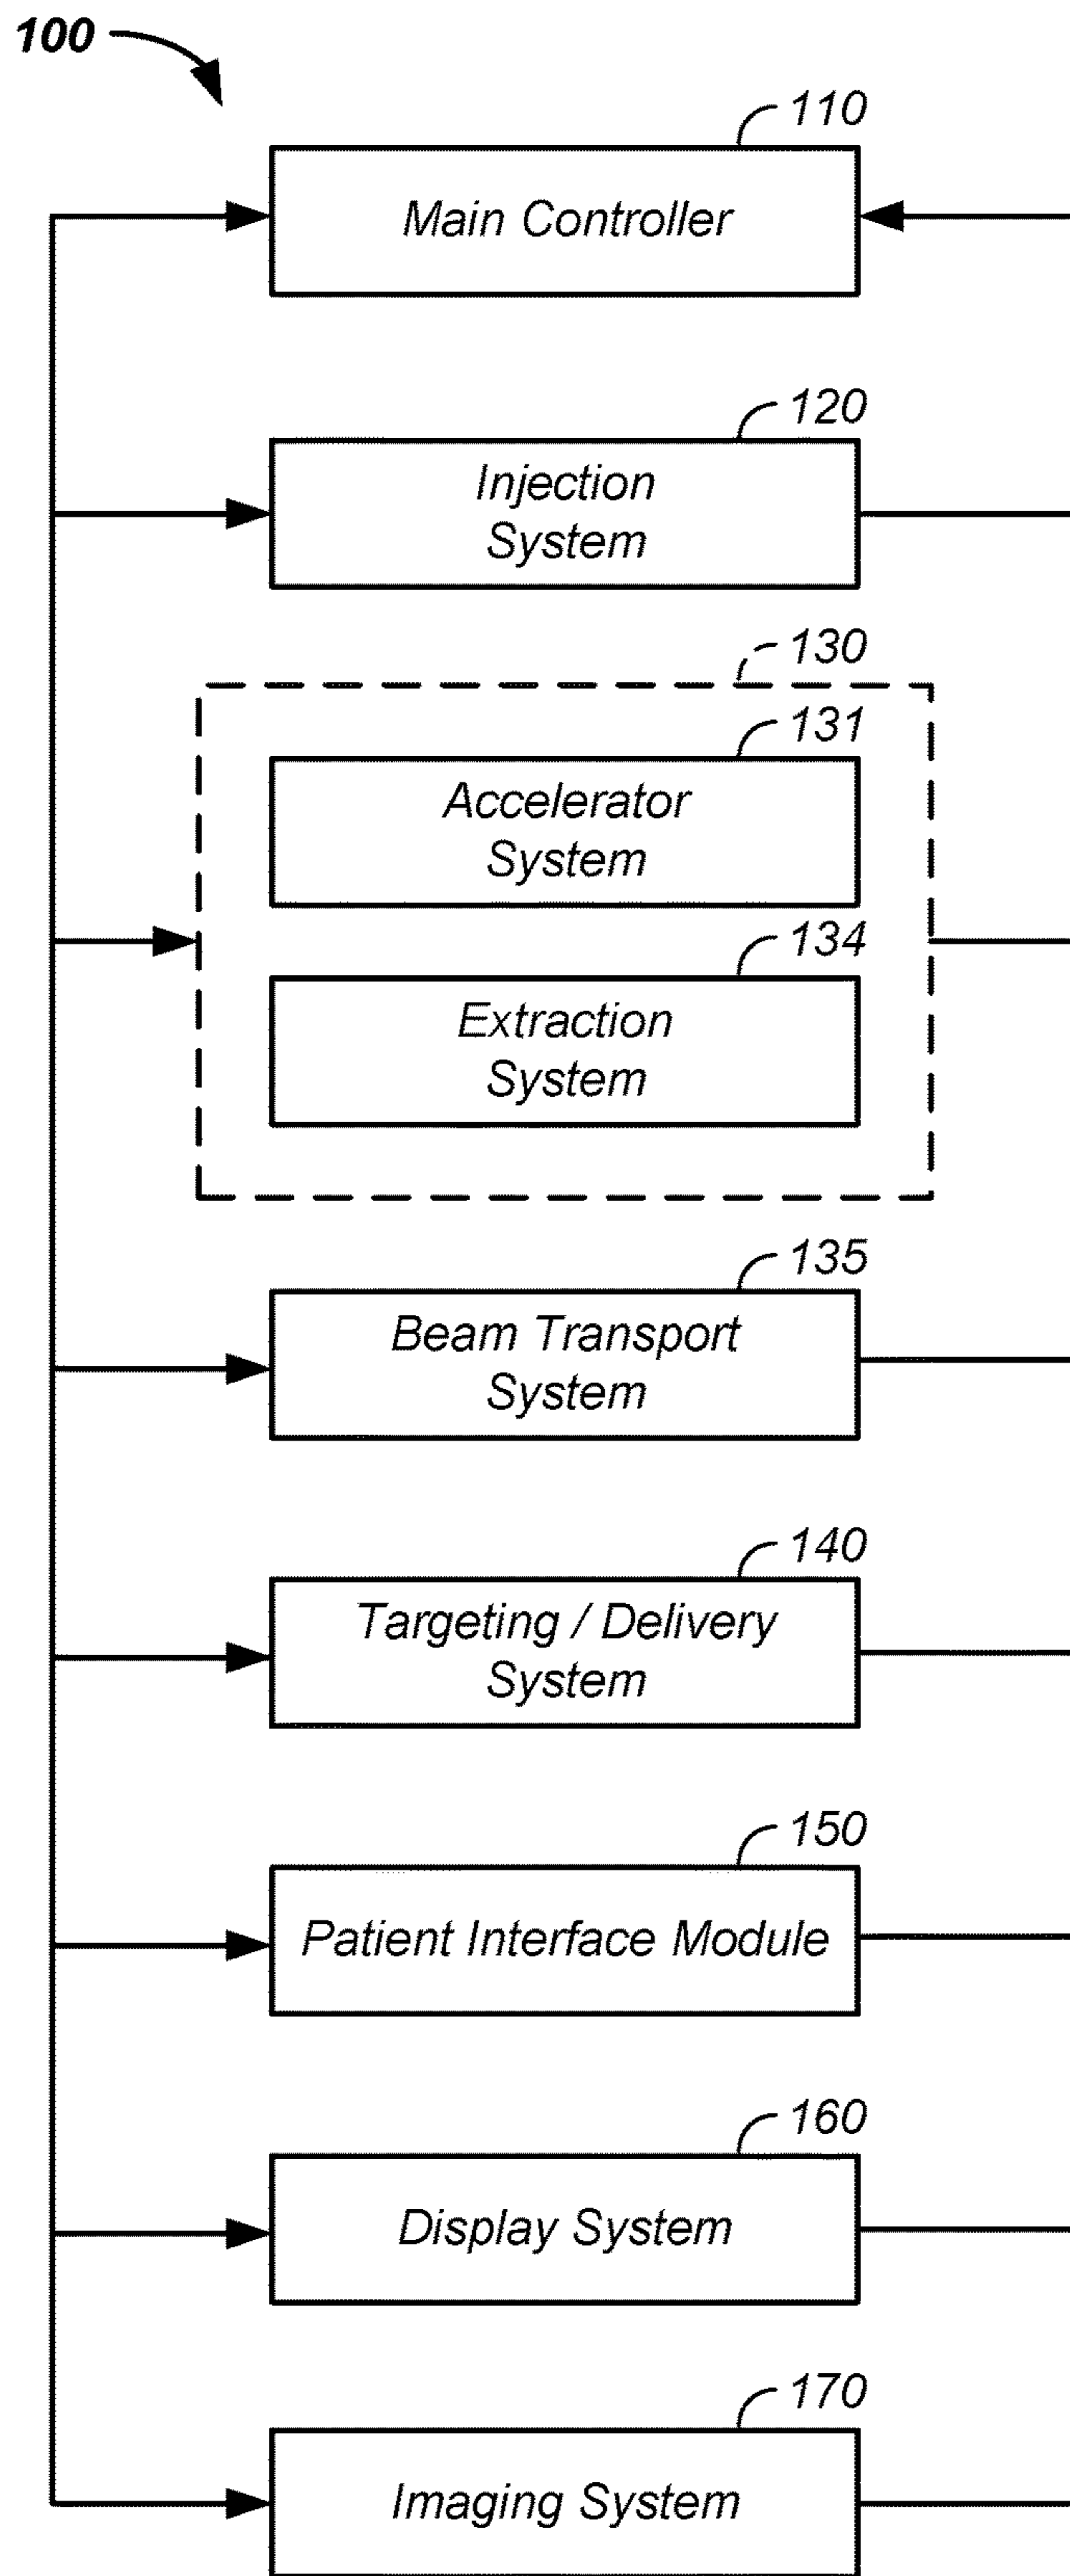 100
110
Main Controller
120
Injection
System
130
131
Accelerator
System
134
Extraction
System
135
Beam Transport
System
140
Targeting / Delivery
System
150
Patient Interface Module
160
Display System
170
Imaging System